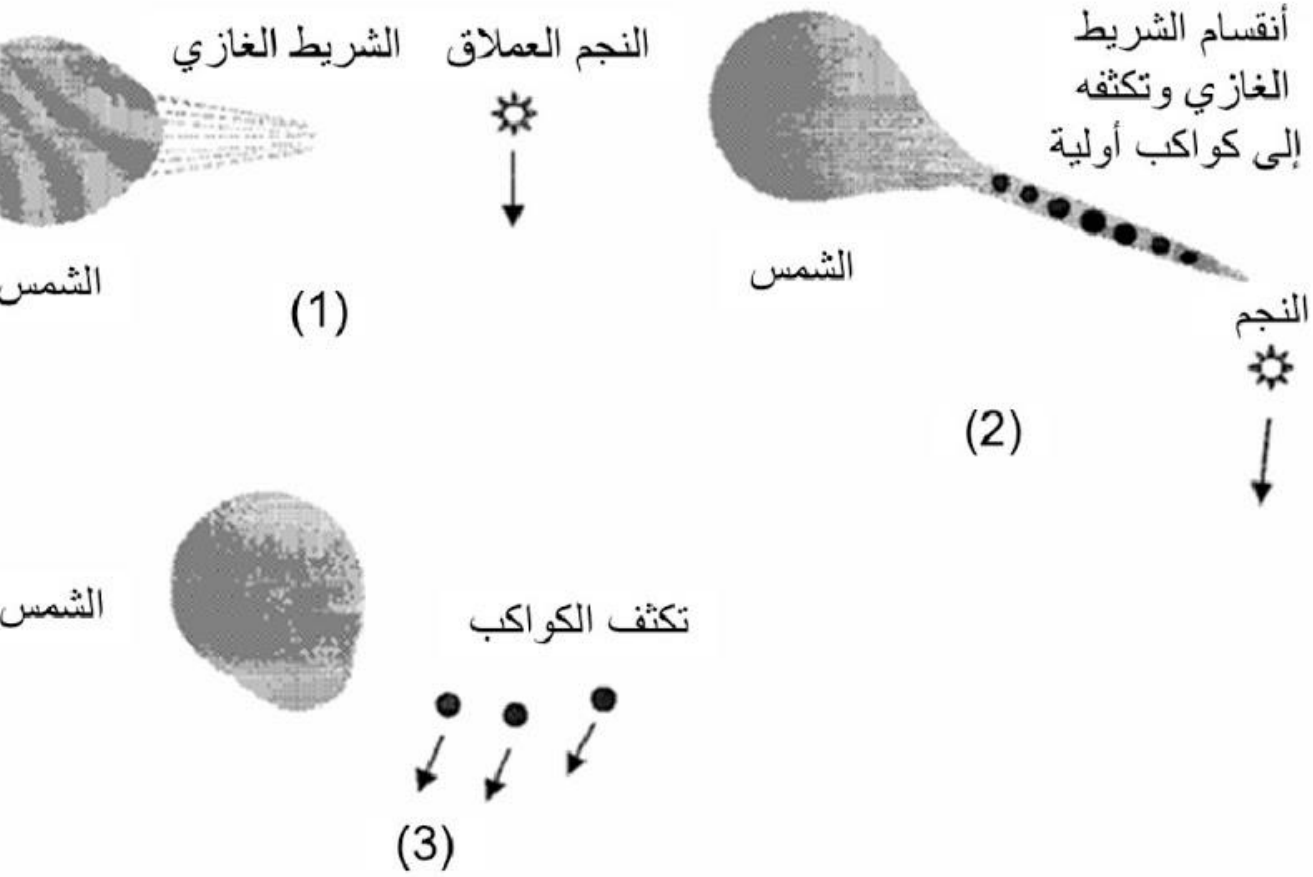 النجم العملاق
الشريط الغازي
الشمس
(1)
أنقسام الشريط
الغازي وتكثفه
إلى كواكب أولية
الشمس
النجم
(2)
الشمس
تكثف الكواكب
(3)